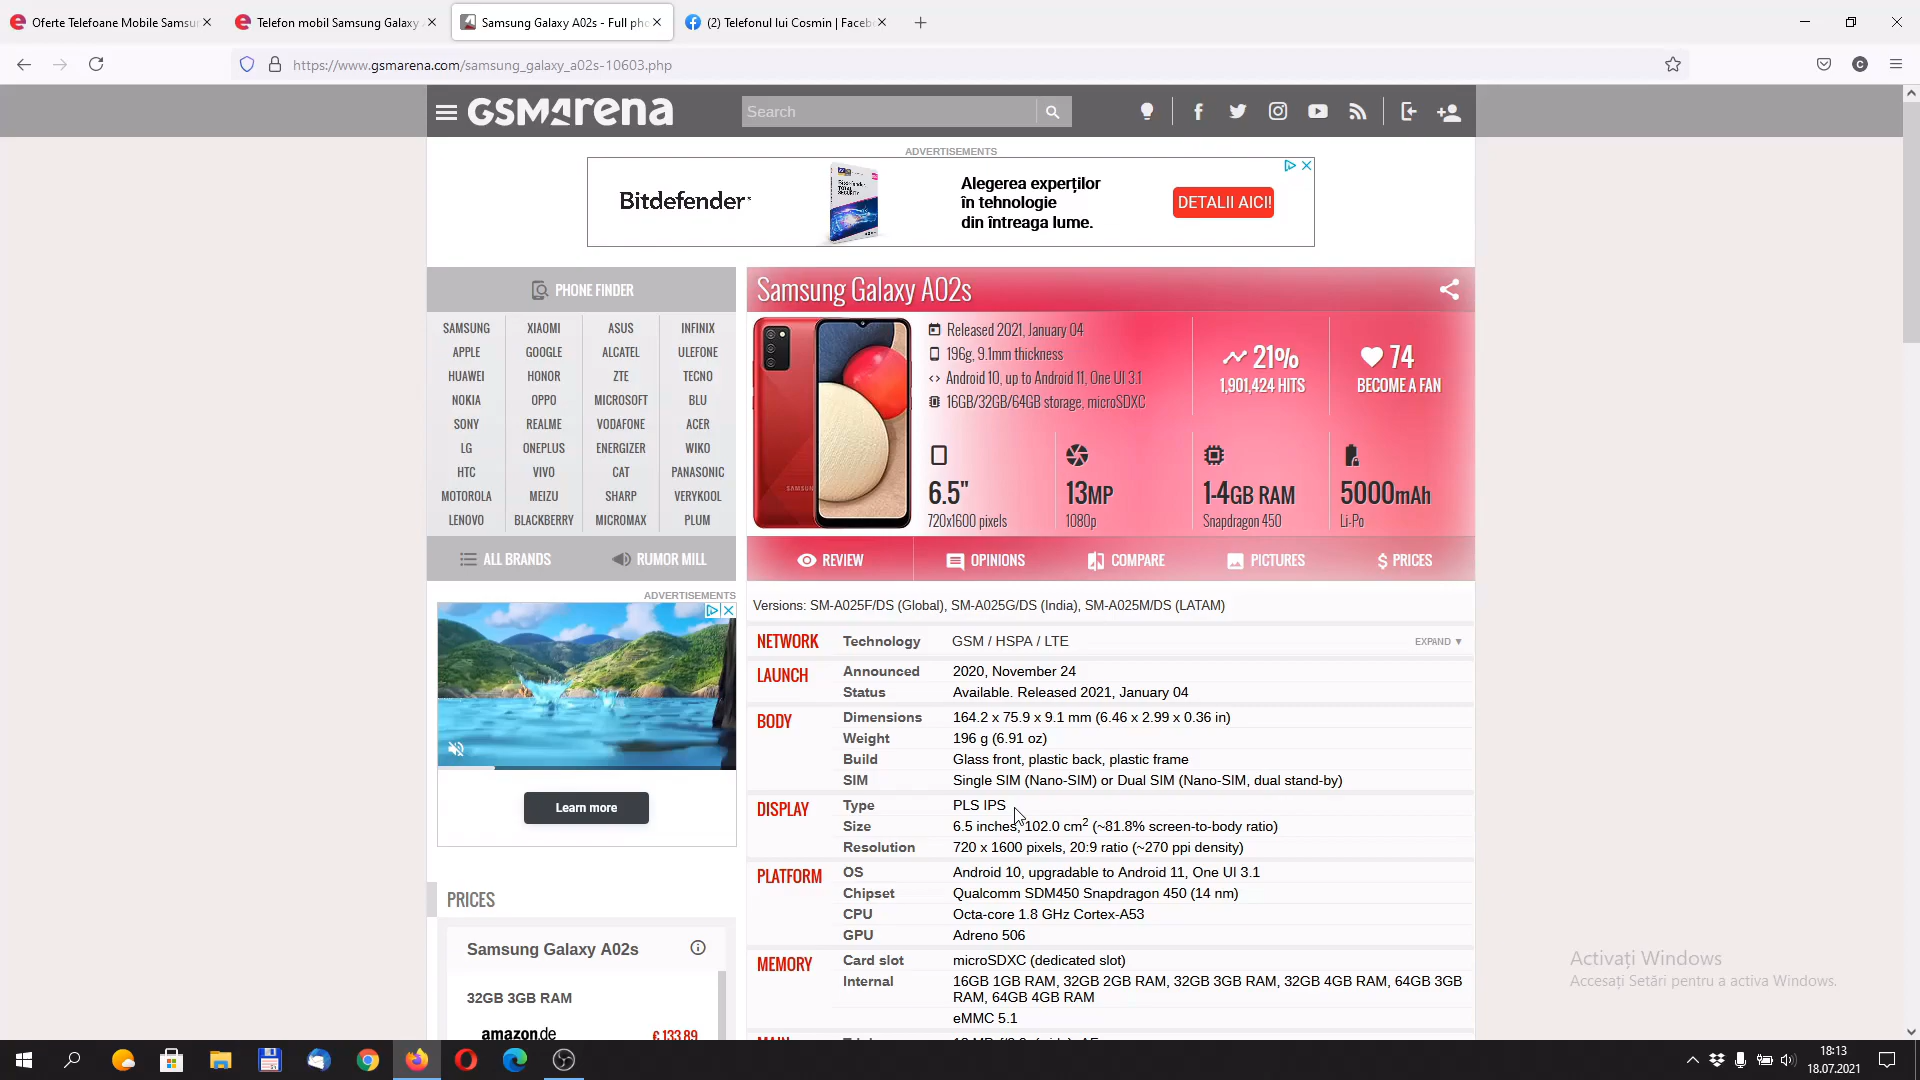 Oferte Telefoane Mobile Samsu
Telefon mobil Samsung Galaxy
Samsung Galaxy A02s - Full pho
(2) Telefonul lui Cosmin | Faceb
https://www.gsmarena.com/samsung_galaxy_a02s-10603.php
C
GSMArena
Search
ADVERTISEMENTS
Bitdefender
Alegerea experților
în tehnologie
din întreaga lume.
DETALII AICI!
PHONE FINDER
SAMSUNG XIAOMI ASUS INFINIX
APPLE GOOGLE ALCATEL ULEFONE
HUAWEI HONOR ZTE TECNO
NOKIA OPPO MICROSOFT BLU
SONY REALME VODAFONE ACER
LG ONEPLUS ENERGIZER WIKO
HTC VIVO CAT PANASONIC
MOTOROLA MEIZU SHARP VERYKOOL
LENOVO BLACKBERRY MICROMAX PLUM
ALL BRANDS RUMOR MILL
Samsung Galaxy A02s
Released 2021, January 04
196g, 9.1mm thickness
Android 10, up to Android 11, One UI 3.1
16GB/32GB/64GB storage, microSDXC
21%
1,901,424 HITS
74
BECOME A FAN
6.5"
720x1600 pixels
13MP
1080p
1-4GB RAM
Snapdragon 450
5000mAh
Li-Po
REVIEW OPINIONS COMPARE PICTURES $ PRICES
ADVERTISEMENTS
Learn more
PRICES
Samsung Galaxy A02s
32GB 3GB RAM
amazon.de € 133.89
Versions: SM-A025F/DS (Global), SM-A025G/DS (India), SM-A025M/DS (LATAM)
NETWORK Technology GSM / HSPA / LTE EXPAND ▼
LAUNCH Announced 2020, November 24
Status Available. Released 2021, January 04
BODY Dimensions 164.2 x 75.9 x 9.1 mm (6.46 x 2.99 x 0.36 in)
Weight 196 g (6.91 oz)
Build Glass front, plastic back, plastic frame
SIM Single SIM (Nano-SIM) or Dual SIM (Nano-SIM, dual stand-by)
DISPLAY Type PLS IPS
Size 6.5 inches, 102.0 cm2 (~81.8% screen-to-body ratio)
Resolution 720 x 1600 pixels, 20:9 ratio (~270 ppi density)
PLATFORM OS Android 10, upgradable to Android 11, One UI 3.1
Chipset Qualcomm SDM450 Snapdragon 450 (14 nm)
CPU Octa-core 1.8 GHz Cortex-A53
GPU Adreno 506
MEMORY Card slot microSDXC (dedicated slot)
Internal 16GB 1GB RAM, 32GB 2GB RAM, 32GB 3GB RAM, 32GB 4GB RAM, 64GB 3GB
RAM, 64GB 4GB RAM
eMMC 5.1
Activați Windows
Accesați Setări pentru a activa Windows.
18:13
18.07.2021